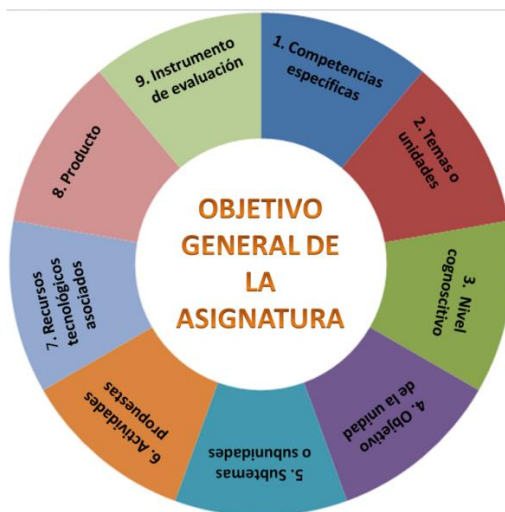 OBJETIVO
GENERAL DE
LA
ASIGNATURA
1. Competencias
específicas
2. Temas o
unidades
3. Nivel
cognoscitivo
4. Objetivo
de la unidad
5. Subtemas
o subunidades
6. Actividades
propuestas
7. Recursos
tecnológicos
asociados
8. Producto
9. Instrumento
de evaluación